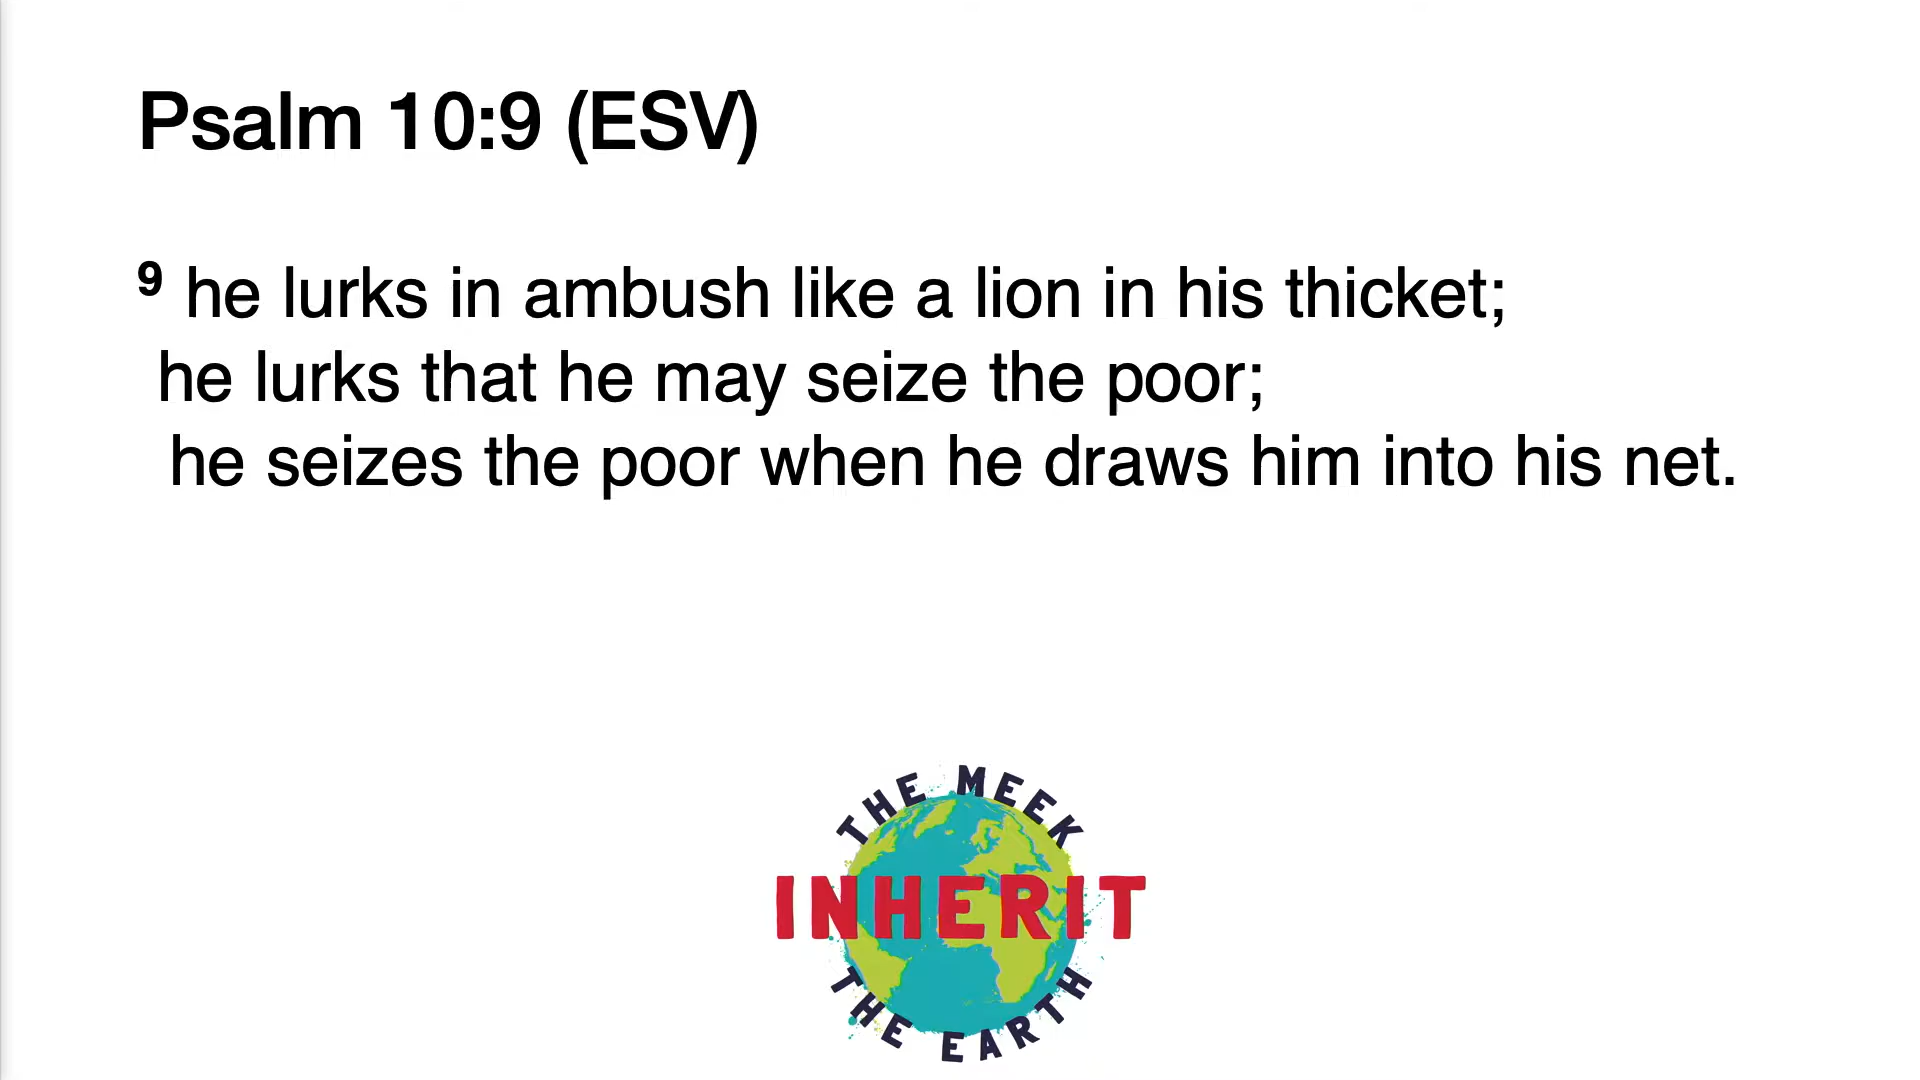 Psalm 10:9 (ESV)
9 he lurks in ambush like a lion in his thicket;
he lurks that he may seize the poor;
he seizes the poor when he draws him into his net.
THE MEEK
INHERIT
THE EARTH